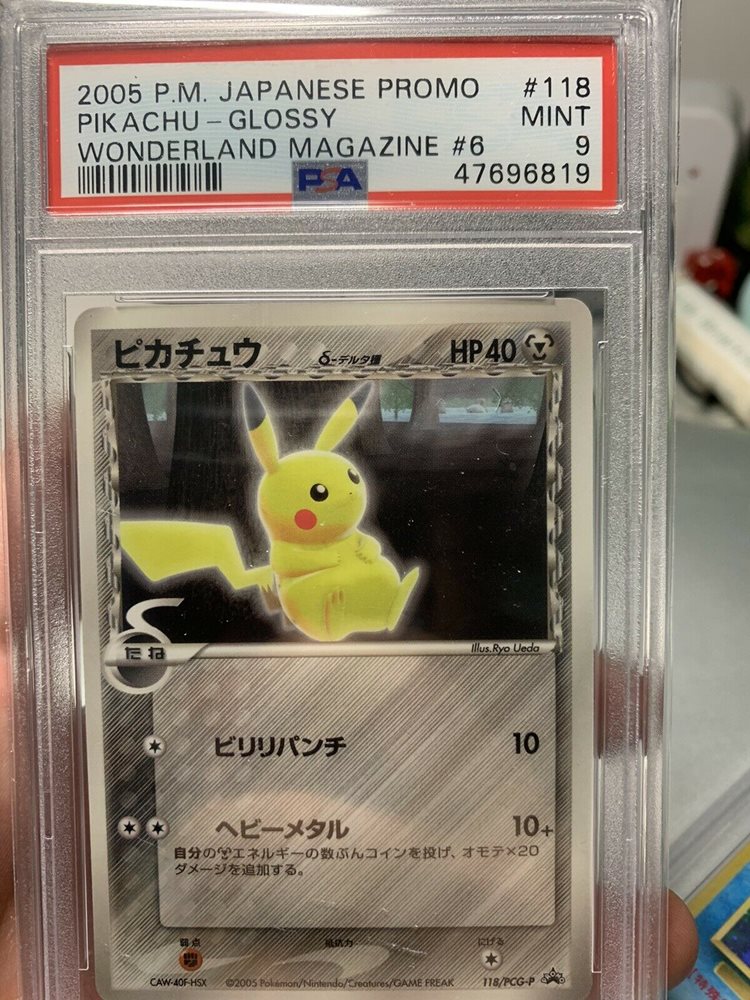 2005 P.M. JAPANESE PROMO #118
PIKACHU - GLOSSY MINT
WONDERLAND MAGAZINE #6 9
PSA 47696819
ピカチュウ δ-デルタ種 HP40
たね
Illus.Ryo Ueda
ビリリパンチ 10
ヘビーメタル 10+
自分のエネルギーの数ぶんコインを投げ、オモテ×20
ダメージを追加する。
弱点 抵抗力 にげる
CAW-40F-HSX ©2005 Pokémon/Nintendo/Creatures/GAME FREAK 118/PCG-P